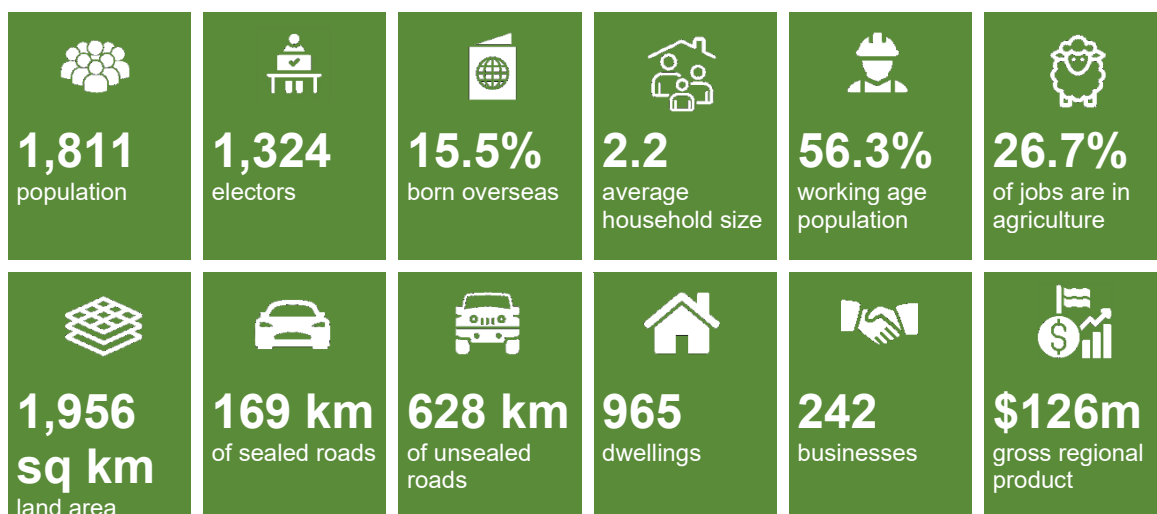 1,811
population
1,324
electors
15.5%
born overseas
2.2
average
household size
56.3%
working age
population
26.7%
of jobs are in
agriculture
1,956
sq km
land area
169 km
of sealed roads
628 km
of unsealed
roads
965
dwellings
242
businesses
$126m
gross regional
product